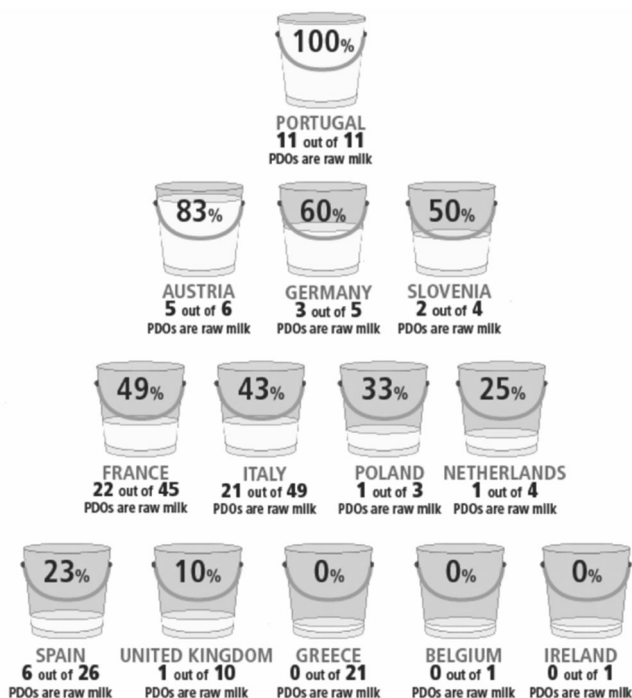 100%
PORTUGAL
11 out of 11
PDOs are raw milk
83%
AUSTRIA
5 out of 6
PDOs are raw milk
60%
GERMANY
3 out of 5
PDOs are raw milk
50%
SLOVENIA
2 out of 4
PDOs are raw milk
49%
FRANCE
22 out of 45
PDOs are raw milk
43%
ITALY
21 out of 49
PDOs are raw milk
33%
POLAND
1 out of 3
PDOs are raw milk
25%
NETHERLANDS
1 out of 4
PDOs are raw milk
23%
SPAIN
6 out of 26
PDOs are raw milk
10%
UNITED KINGDOM
1 out of 10
PDOs are raw milk
0%
GREECE
0 out of 21
PDOs are raw milk
0%
BELGIUM
0 out of 1
PDOs are raw milk
0%
IRELAND
0 out of 1
PDOs are raw milk